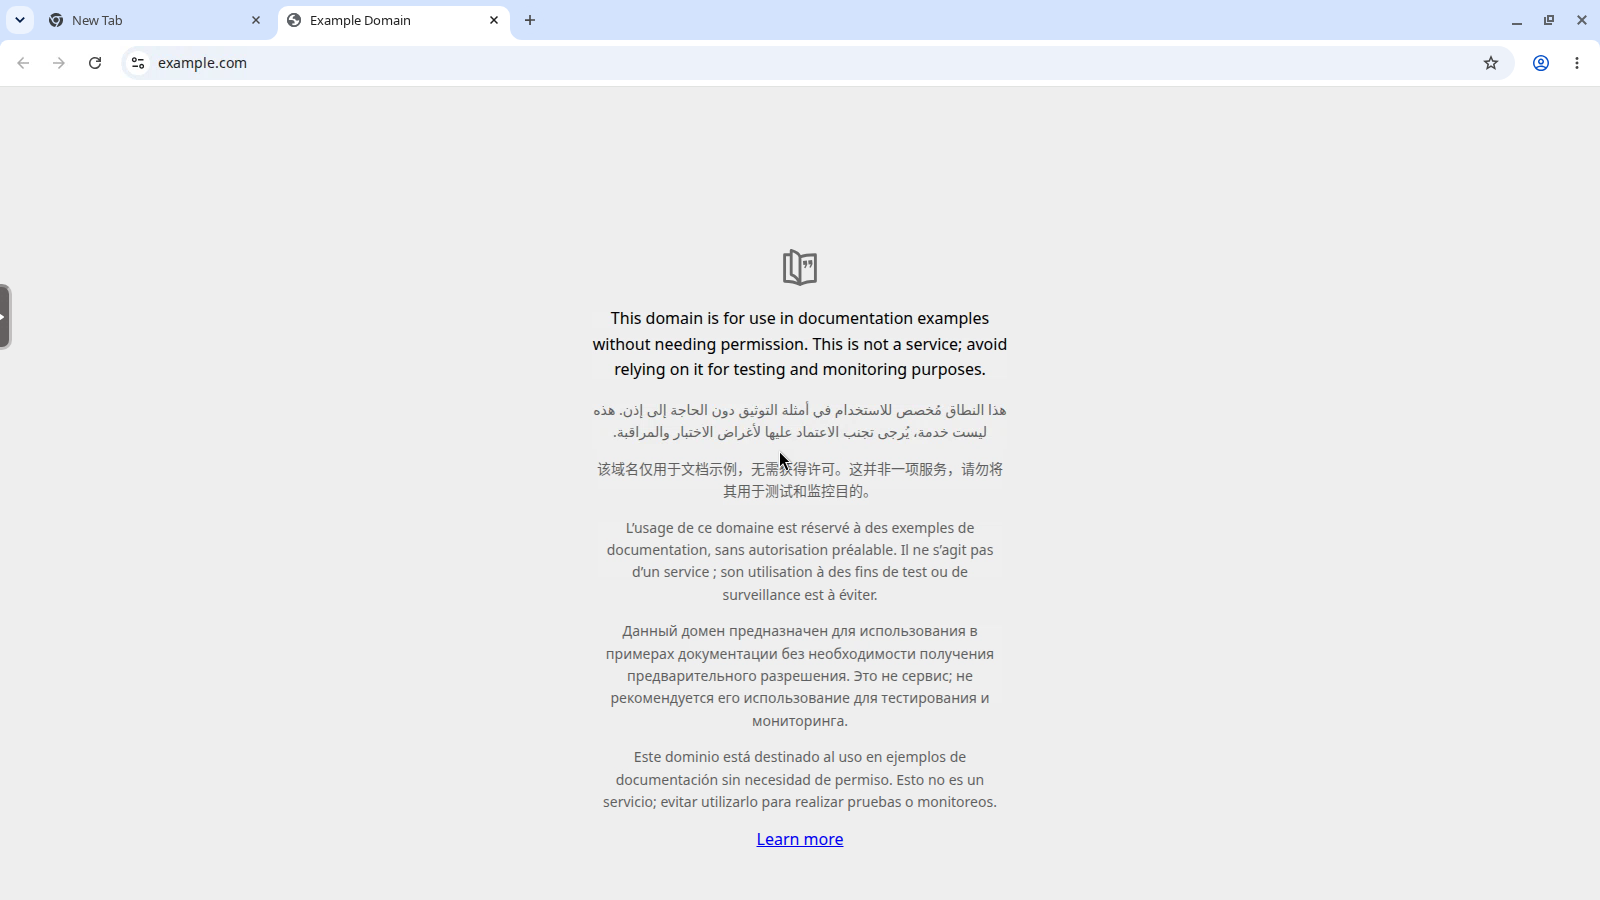 New Tab
Example Domain
example.com
This domain is for use in documentation examples
without needing permission. This is not a service; avoid
relying on it for testing and monitoring purposes.
هذا النطاق مُخصص للاستخدام في أمثلة التوثيق دون الحاجة إلى إذن. هذه
ليست خدمة، يُرجى تجنب الاعتماد عليها لأغراض الاختبار والمراقبة.
该域名仅用于文档示例，无需获得许可。这并非一项服务，请勿将
其用于测试和监控目的。
L’usage de ce domaine est réservé à des exemples de
documentation, sans autorisation préalable. Il ne s’agit pas
d’un service ; son utilisation à des fins de test ou de
surveillance est à éviter.
Данный домен предназначен для использования в
примерах документации без необходимости получения
предварительного разрешения. Это не сервис; не
рекомендуется его использование для тестирования и
мониторинга.
Este dominio está destinado al uso en ejemplos de
documentación sin necesidad de permiso. Esto no es un
servicio; evitar utilizarlo para realizar pruebas o monitoreos.
Learn more